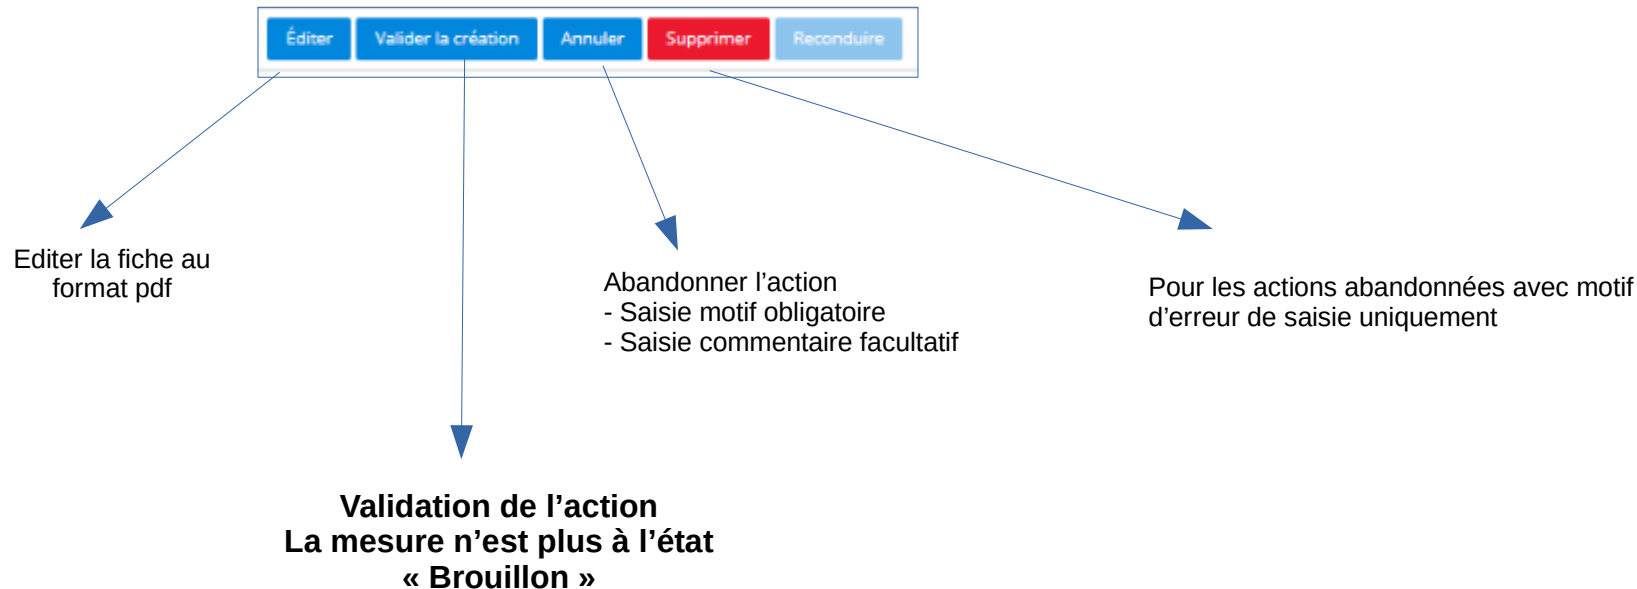 Éditer Valider la création Annuler Supprimer Reconduire
Editer la fiche au
format pdf
Abandonner l’action
- Saisie motif obligatoire
- Saisie commentaire facultatif
Pour les actions abandonnées avec motif
d’erreur de saisie uniquement
Validation de l’action
La mesure n’est plus à l’état
« Brouillon »